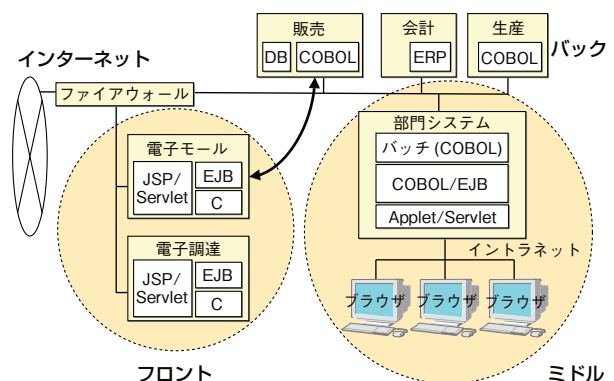 販売
DB
COBOL
会計
ERP
生産
COBOL
バック
インターネット
ファイアウォール
電子モール
JSP/
Servlet
EJB
C
電子調達
JSP/
Servlet
EJB
C
フロント
部門システム
バッチ(COBOL)
COBOL/EJB
Applet/Servlet
イントラネット
ブラウザ
ブラウザ
ブラウザ
ミドル